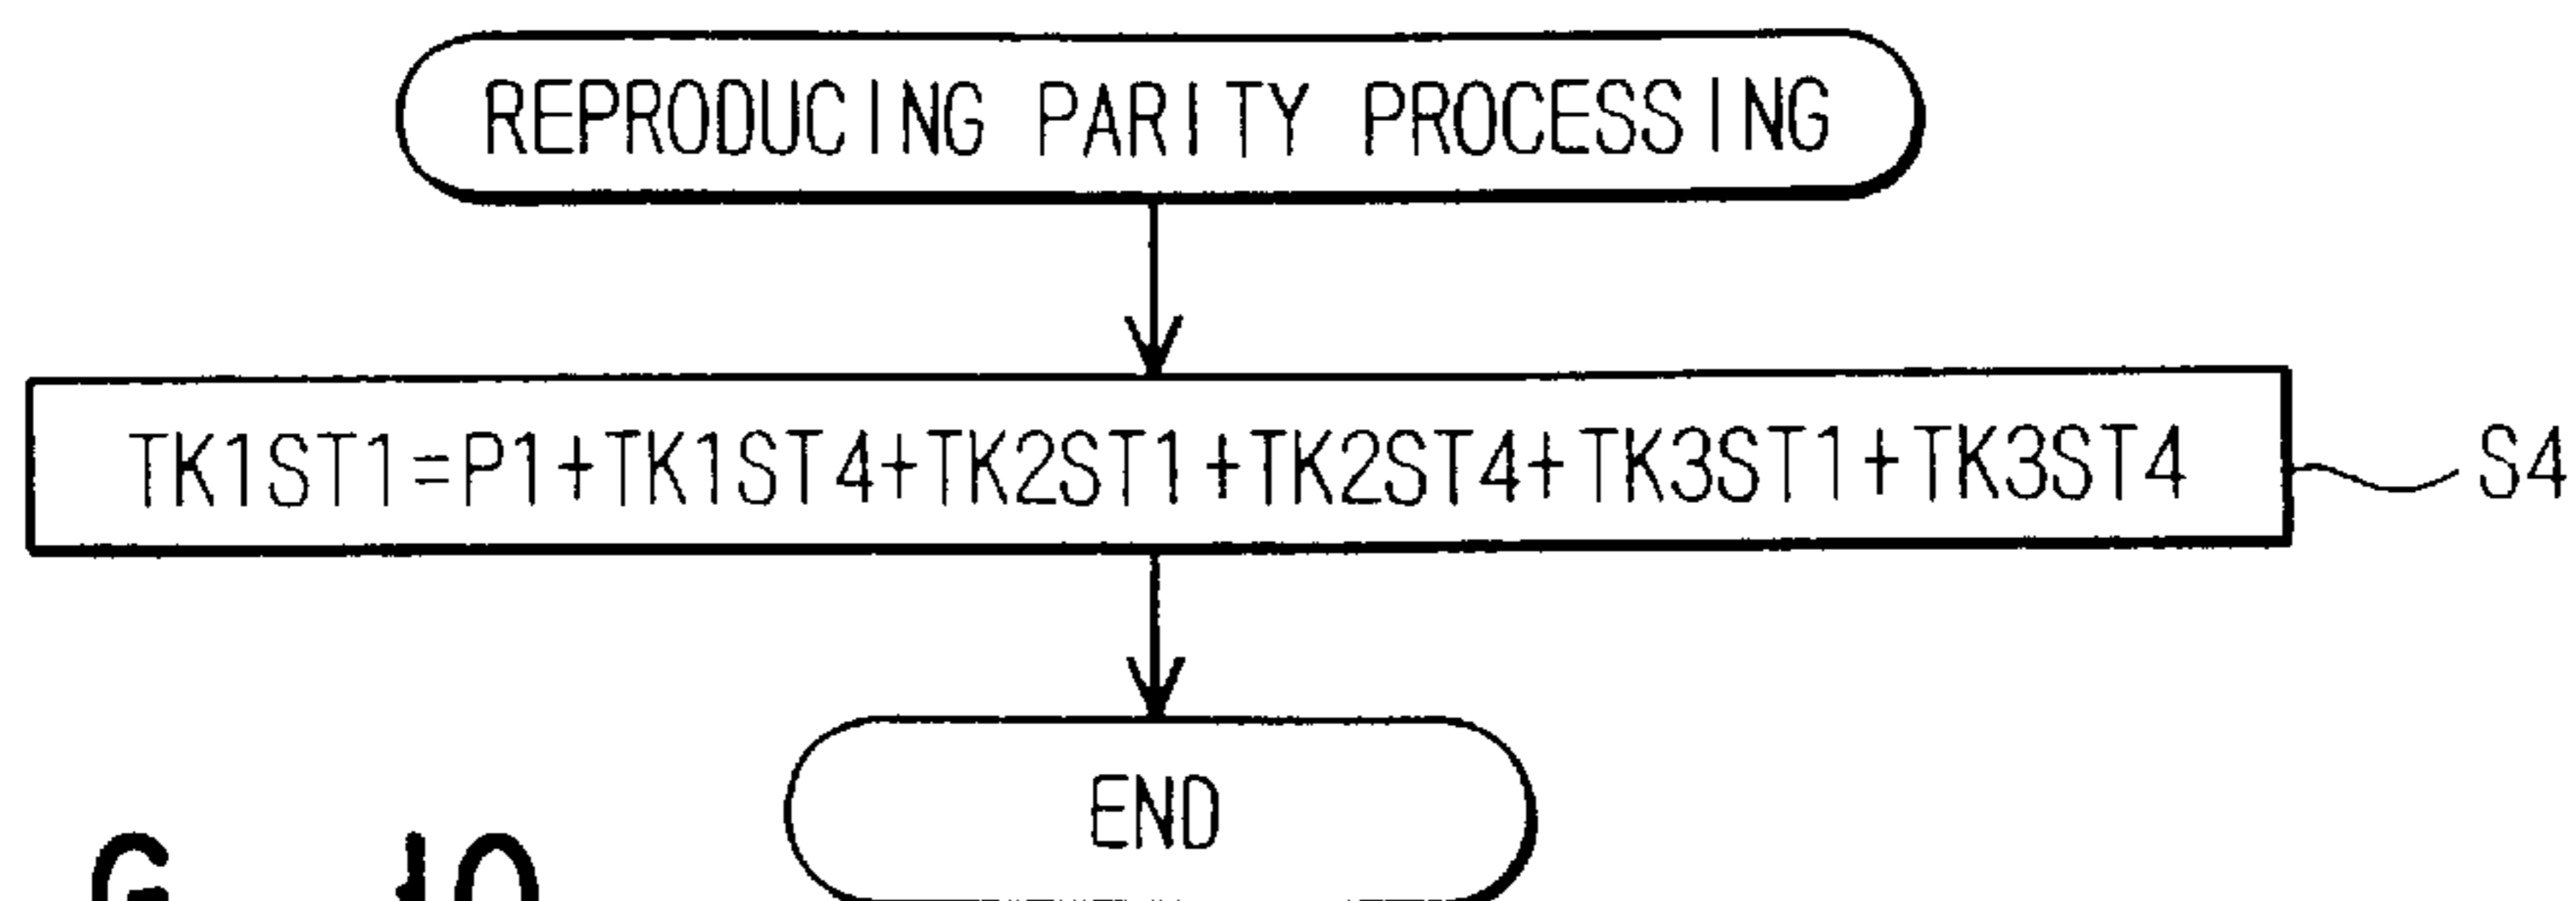 REPRODUCING PARITY PROCESSING
TK1ST1=P1+TK1ST4+TK2ST1+TK2ST4+TK3ST1+TK3ST4
S4
END